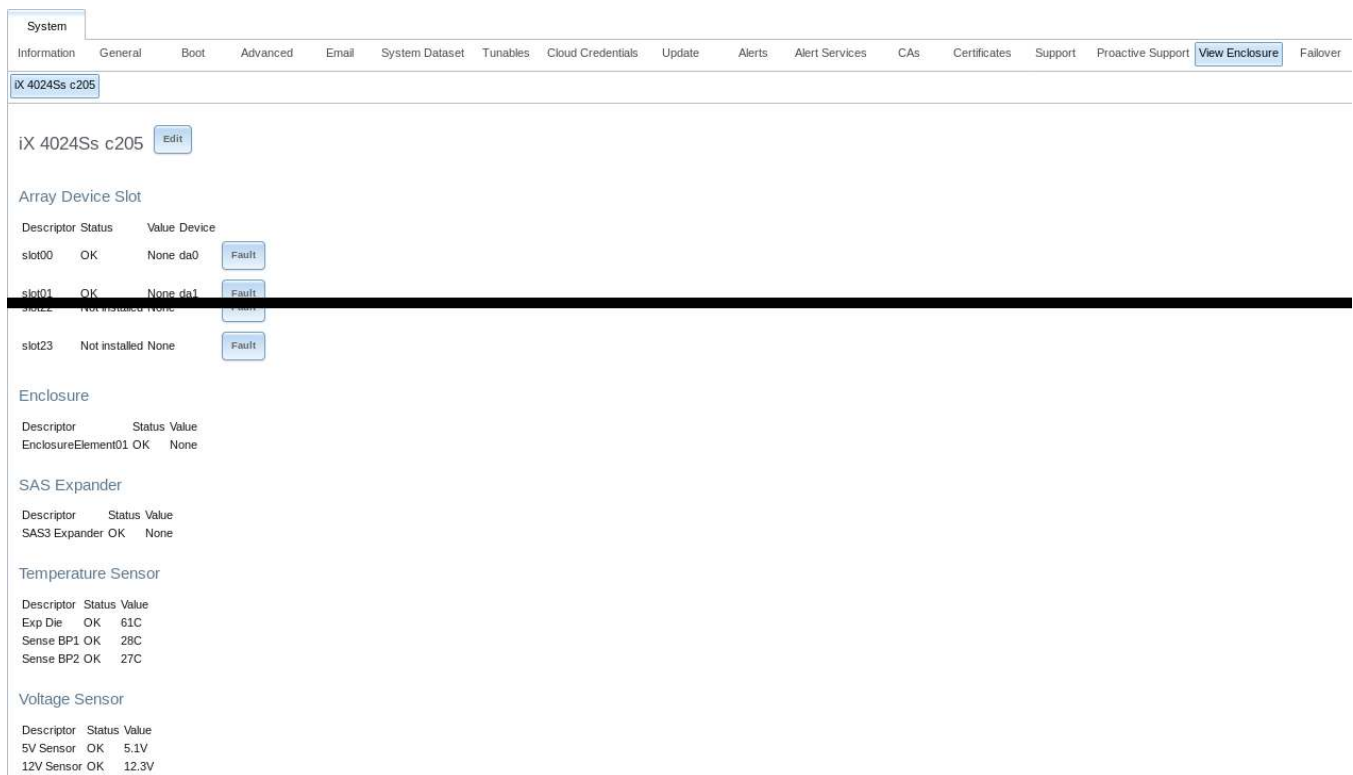 System
Information General Boot Advanced Email System Dataset Tunables Cloud Credentials Update Alerts Alert Services CAs Certificates Support Proactive Support View Enclosure Failover
iX 4024Ss c205
iX 4024Ss c205 Edit
Array Device Slot
Descriptor Status Value Device
slot00 OK None da0 Fault
slot01 OK None da1 Fault
slot22 Not installed None Fault
slot23 Not installed None Fault
Enclosure
Descriptor Status Value
EnclosureElement01 OK None
SAS Expander
Descriptor Status Value
SAS3 Expander OK None
Temperature Sensor
Descriptor Status Value
Exp Die OK 61C
Sense BP1 OK 28C
Sense BP2 OK 27C
Voltage Sensor
Descriptor Status Value
5V Sensor OK 5.1V
12V Sensor OK 12.3V